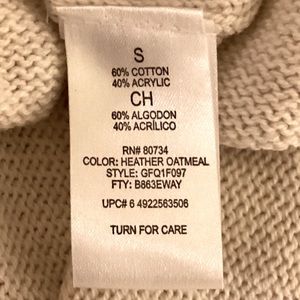 S
60% COTTON
40% ACRYLIC
CH
60% ALGODON
40% ACRÍLICO
RN# 80734
COLOR: HEATHER OATMEAL
STYLE: GFQ1F097
FTY: B863EWAY
UPC# 6 4922563506
TURN FOR CARE